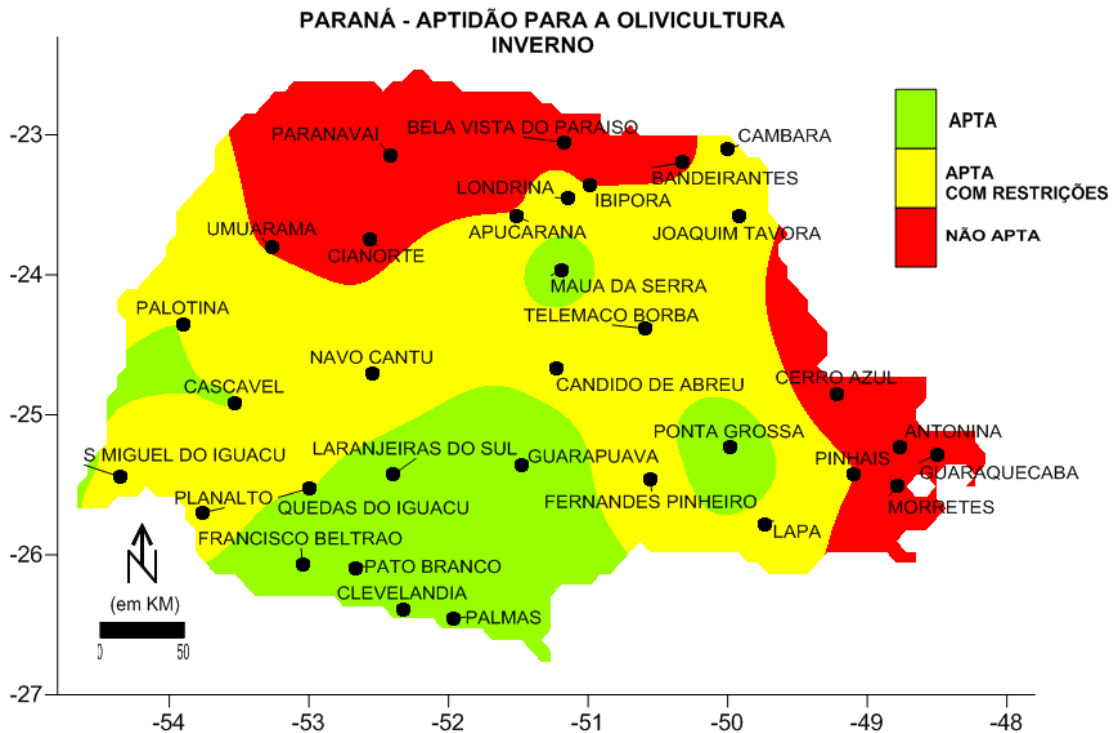 PARANÁ - APTIDÃO PARA A OLIVICULTURA
INVERNO
-23
-24
-25
-26
-27
-54
-53
-52
-51
-50
-49
-48
APTA
APTA
COM RESTRIÇÕES
NÃO APTA
PARANAVAI
BELA VISTA DO PARAISO
CAMBARA
LONDRINA
BANDEIRANTES
IBIPORA
UMUARAMA
CIANORTE
APUCARANA
JOAQUIM TAVORA
MAUA DA SERRA
PALOTINA
TELEMACO BORBA
NAVO CANTU
CASCAVEL
CANDIDO DE ABREU
CERRO AZUL
S MIGUEL DO IGUACU
LARANJEIRAS DO SUL
GUARAPUAVA
PONTA GROSSA
ANTONINA
PINHAIS
GUARAQUECABA
PLANALTO
QUEDAS DO IGUACU
FERNANDES PINHEIRO
MORRETES
FRANCISCO BELTRAO
LAPA
PATO BRANCO
CLEVELANDIA
PALMAS
N
(em KM)
0 50